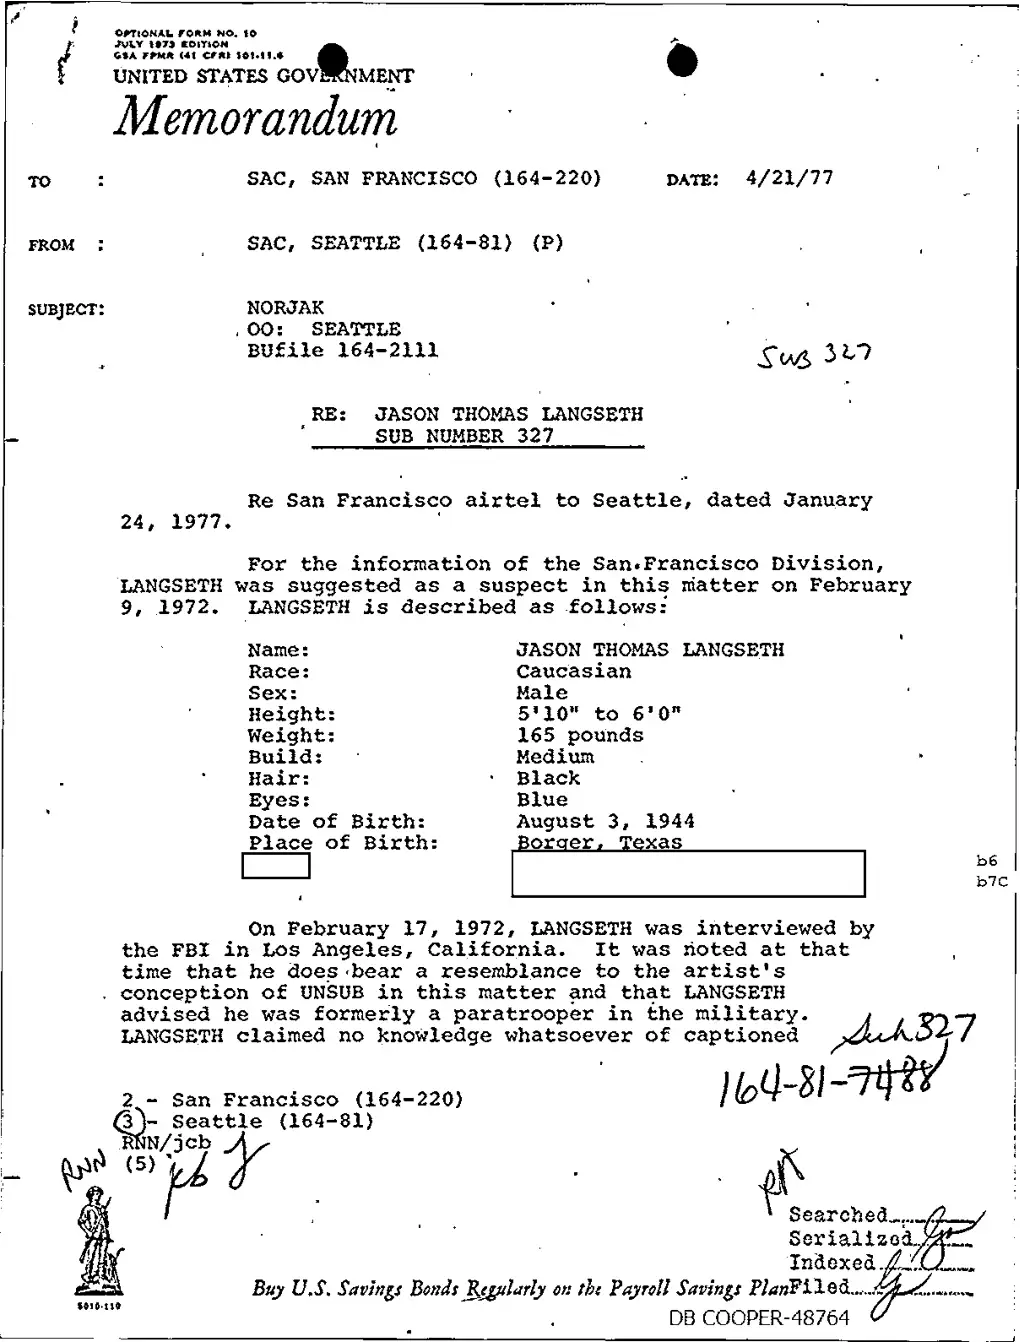 OPTIONAL FORM NO. 10
JULY 1973 EDITION
GSA FPMR (41 CFR) 101-11.6
UNITED STATES GOVERNMENT
Memorandum
TO : SAC, SAN FRANCISCO (164-220) DATE: 4/21/77
FROM : SAC, SEATTLE (164-81) (P)
SUBJECT: NORJAK
OO: SEATTLE
BUfile 164-2111
Sub 327
RE: JASON THOMAS LANGSETH
SUB NUMBER 327
Re San Francisco airtel to Seattle, dated January
24, 1977.
For the information of the San Francisco Division,
LANGSETH was suggested as a suspect in this matter on February
9, 1972. LANGSETH is described as follows:
Name: JASON THOMAS LANGSETH
Race: Caucasian
Sex: Male
Height: 5'10" to 6'0"
Weight: 165 pounds
Build: Medium
Hair: Black
Eyes: Blue
Date of Birth: August 3, 1944
Place of Birth: Borger, Texas
b6
b7C
On February 17, 1972, LANGSETH was interviewed by
the FBI in Los Angeles, California. It was noted at that
time that he does bear a resemblance to the artist's
conception of UNSUB in this matter and that LANGSETH
advised he was formerly a paratrooper in the military.
LANGSETH claimed no knowledge whatsoever of captioned
Sub 327
164-81-7488
2 - San Francisco (164-220)
3 - Seattle (164-81)
RNN/jcb
(5)
RNN
Searched
Serialized
Indexed
Filed
5010-110
Buy U.S. Savings Bonds Regularly on the Payroll Savings Plan
DB COOPER-48764